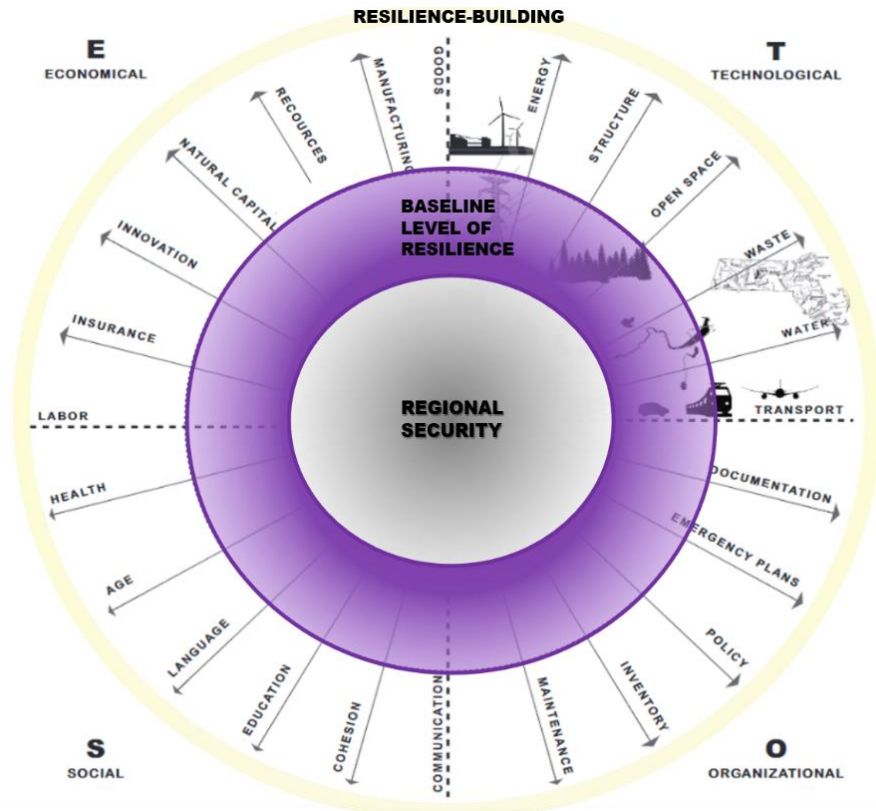 RESILIENCE-BUILDING
E
ECONOMICAL
T
TECHNOLOGICAL
GOODS
MANUFACTURING
RECOURCES
NATURAL CAPITAL
INNOVATION
INSURANCE
LABOR
ENERGY
STRUCTURE
OPEN SPACE
WASTE
WATER
TRANSPORT
BASELINE
LEVEL OF
RESILIENCE
REGIONAL
SECURITY
HEALTH
AGE
LANGUAGE
EDUCATION
COHESION
COMMUNICATION
DOCUMENTATION
EMERGENCY PLANS
POLICY
INVENTORY
MAINTENANCE
S
SOCIAL
O
ORGANIZATIONAL